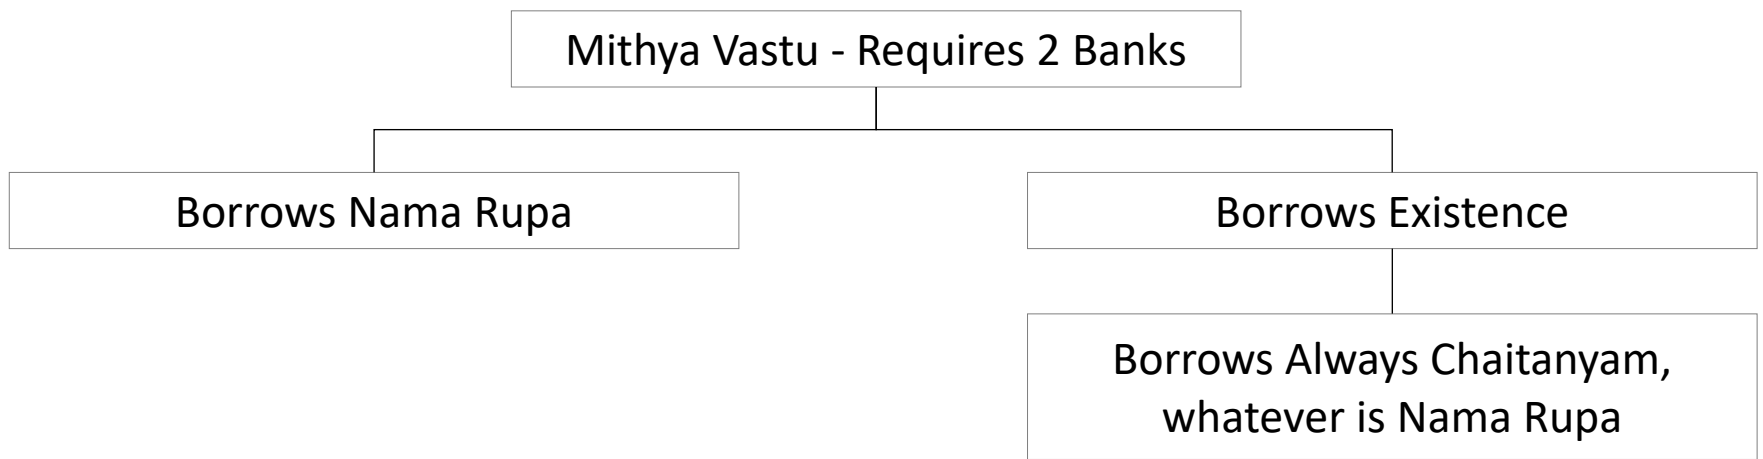 Mithya Vastu - Requires 2 Banks
Borrows Nama Rupa
Borrows Existence
Borrows Always Chaitanyam,
whatever is Nama Rupa